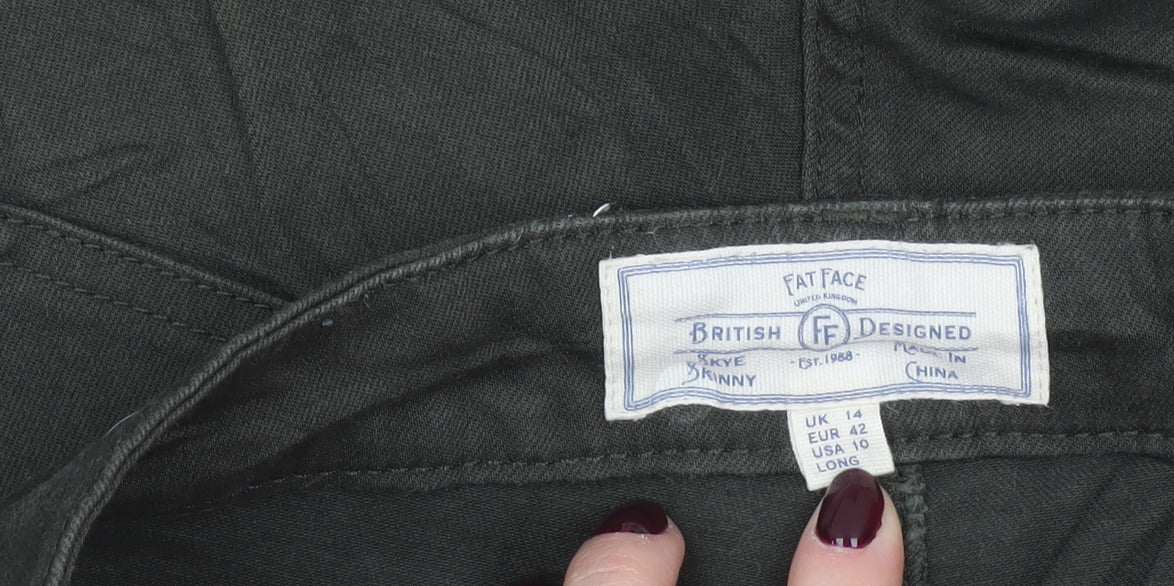 FAT FACE
UNITED KINGDOM
BRITISH FF DESIGNED
SKYE SKINNY
- EST. 1988 -
MADE IN CHINA
UK 14
EUR 42
USA 10
LONG